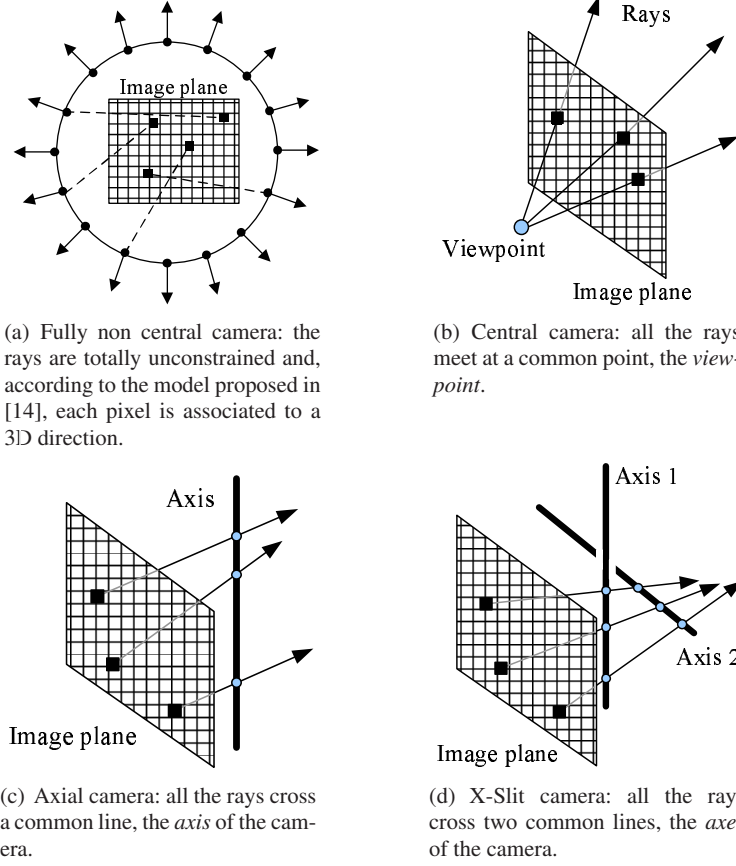 Image plane
(a) Fully non central camera: the
rays are totally unconstrained and,
according to the model proposed in
[14], each pixel is associated to a
3D direction.
Rays
Viewpoint
Image plane
(b) Central camera: all the rays
meet at a common point, the view-
point.
Axis
Image plane
(c) Axial camera: all the rays cross
a common line, the axis of the cam-
era.
Axis 1
Axis 2
Image plane
(d) X-Slit camera: all the ray
cross two common lines, the axe
of the camera.